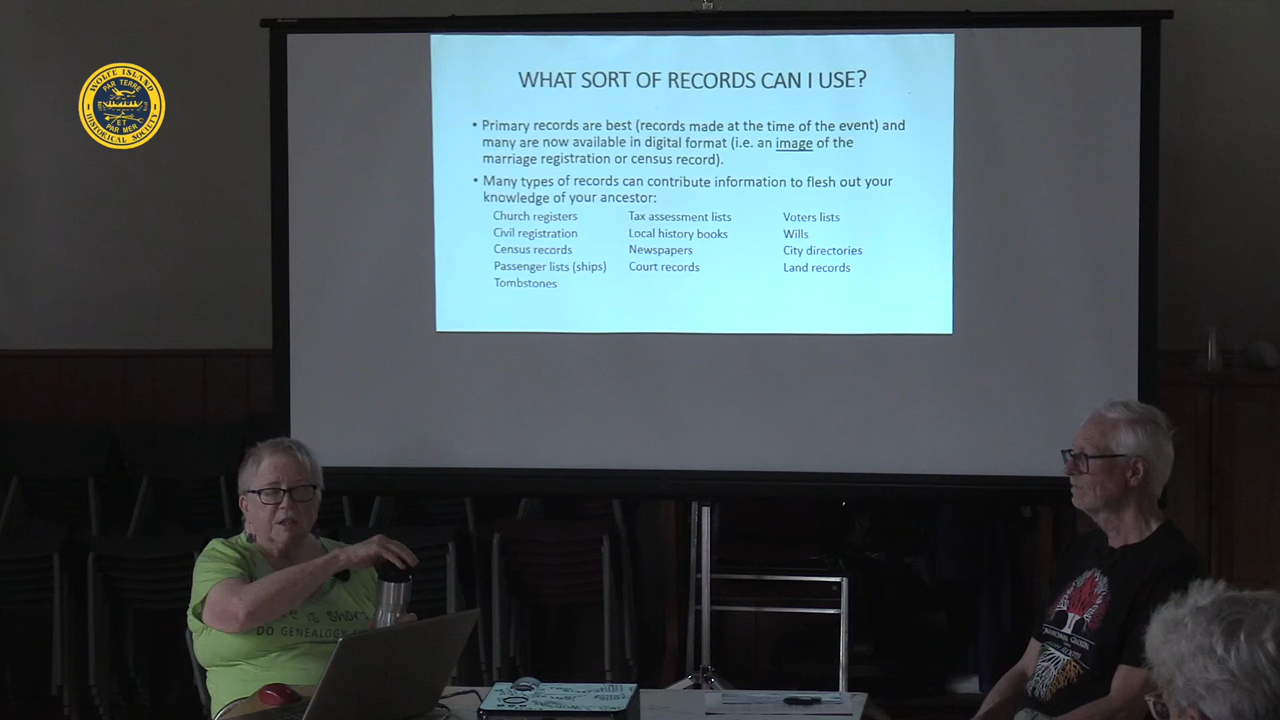 WOLFE ISLAND
PAR TERRE
ET
PAR MER
HISTORICAL SOCIETY
WHAT SORT OF RECORDS CAN I USE?
• Primary records are best (records made at the time of the event) and
many are now available in digital format (i.e. an image of the
marriage registration or census record).
• Many types of records can contribute information to flesh out your
knowledge of your ancestor:
Church registers Tax assessment lists Voters lists
Civil registration Local history books Wills
Census records Newspapers City directories
Passenger lists (ships) Court records Land records
Tombstones
is Short
DO GENEALOGY